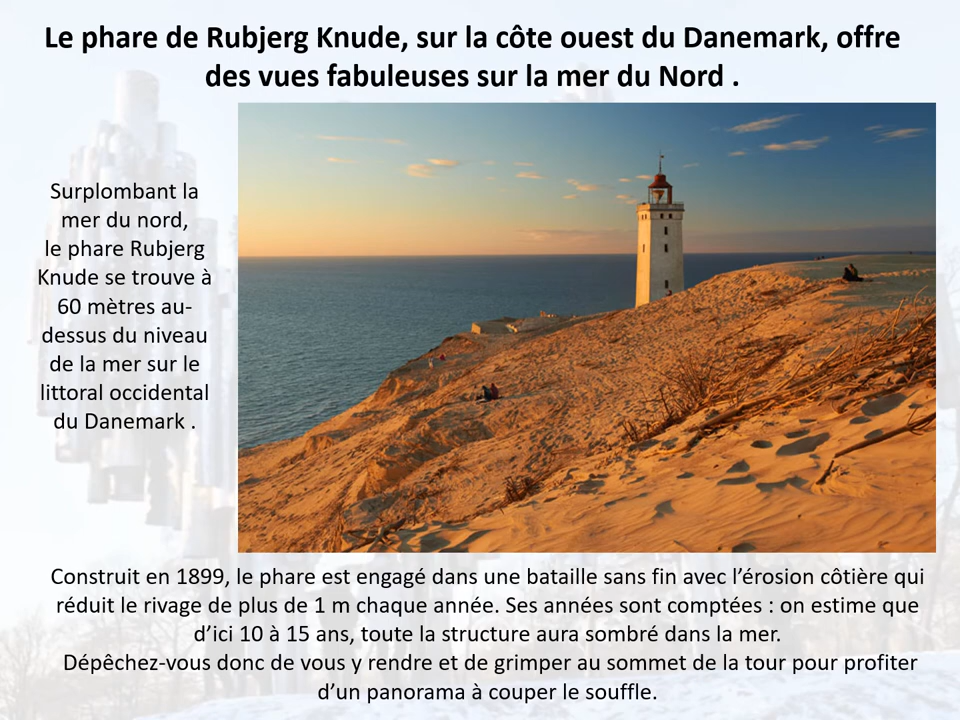 Le phare de Rubjerg Knude, sur la côte ouest du Danemark, offre
des vues fabuleuses sur la mer du Nord .
Surplombant la
mer du nord,
le phare Rubjerg
Knude se trouve à
60 mètres au-
dessus du niveau
de la mer sur le
littoral occidental
du Danemark .
Construit en 1899, le phare est engagé dans une bataille sans fin avec l’érosion côtière qui
réduit le rivage de plus de 1 m chaque année. Ses années sont comptées : on estime que
d’ici 10 à 15 ans, toute la structure aura sombré dans la mer.
Dépêchez-vous donc de vous y rendre et de grimper au sommet de la tour pour profiter
d’un panorama à couper le souffle.